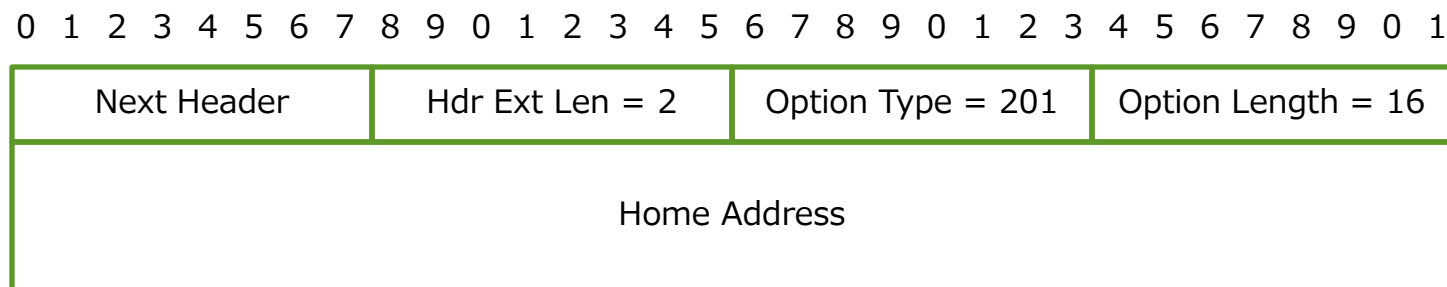 0 1 2 3 4 5 6 7 8 9 0 1 2 3 4 5 6 7 8 9 0 1 2 3 4 5 6 7 8 9 0 1
Next Header Hdr Ext Len = 2 Option Type = 201 Option Length = 16
Home Address